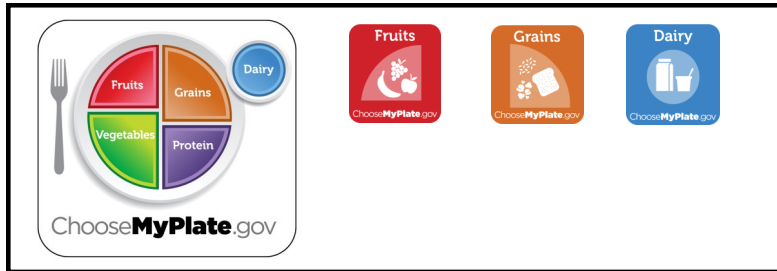 Fruits
Grains
Dairy
Vegetables
Protein
ChooseMyPlate.gov
Fruits
ChooseMyPlate.gov
Grains
ChooseMyPlate.gov
Dairy
ChooseMyPlate.gov